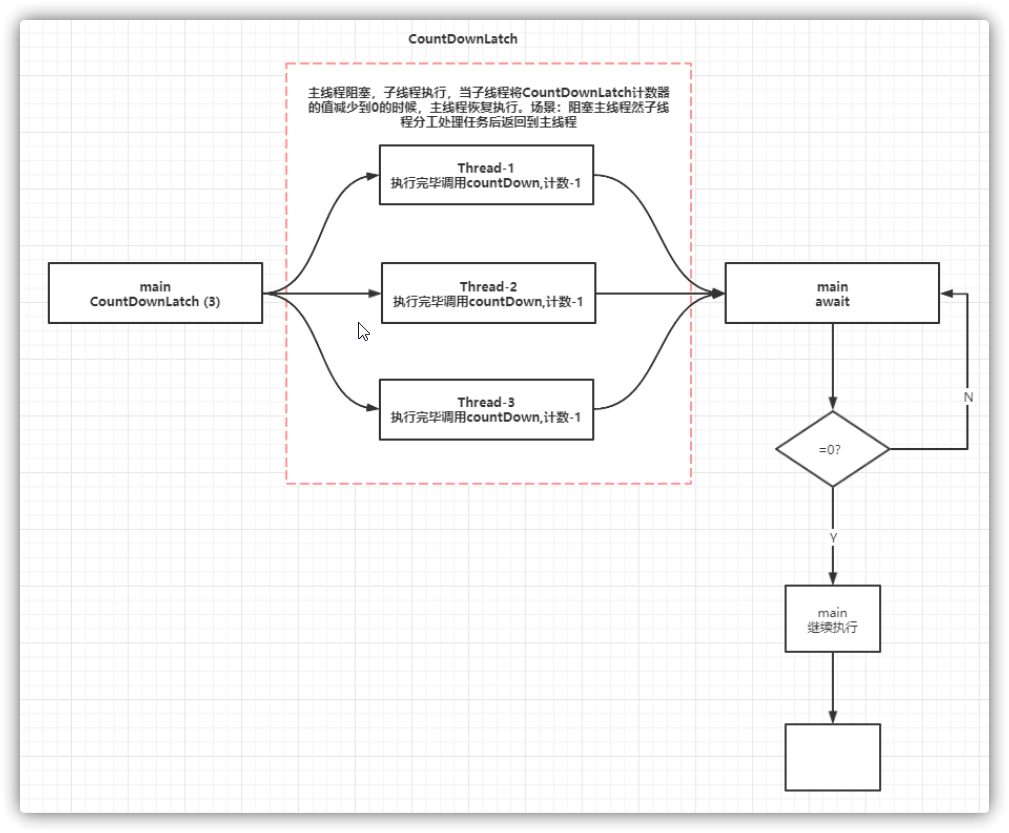 CountDownLatch
主线程阻塞，子线程执行，当子线程将CountDownLatch计数器
的值减少到0的时候，主线程恢复执行。场景：阻塞主线程然子线
程分工处理任务后返回到主线程
Thread-1
执行完毕调用countDown,计数-1
main
CountDownLatch (3)
Thread-2
执行完毕调用countDown,计数-1
main
await
Thread-3
执行完毕调用countDown,计数-1
N
=0?
Y
main
继续执行